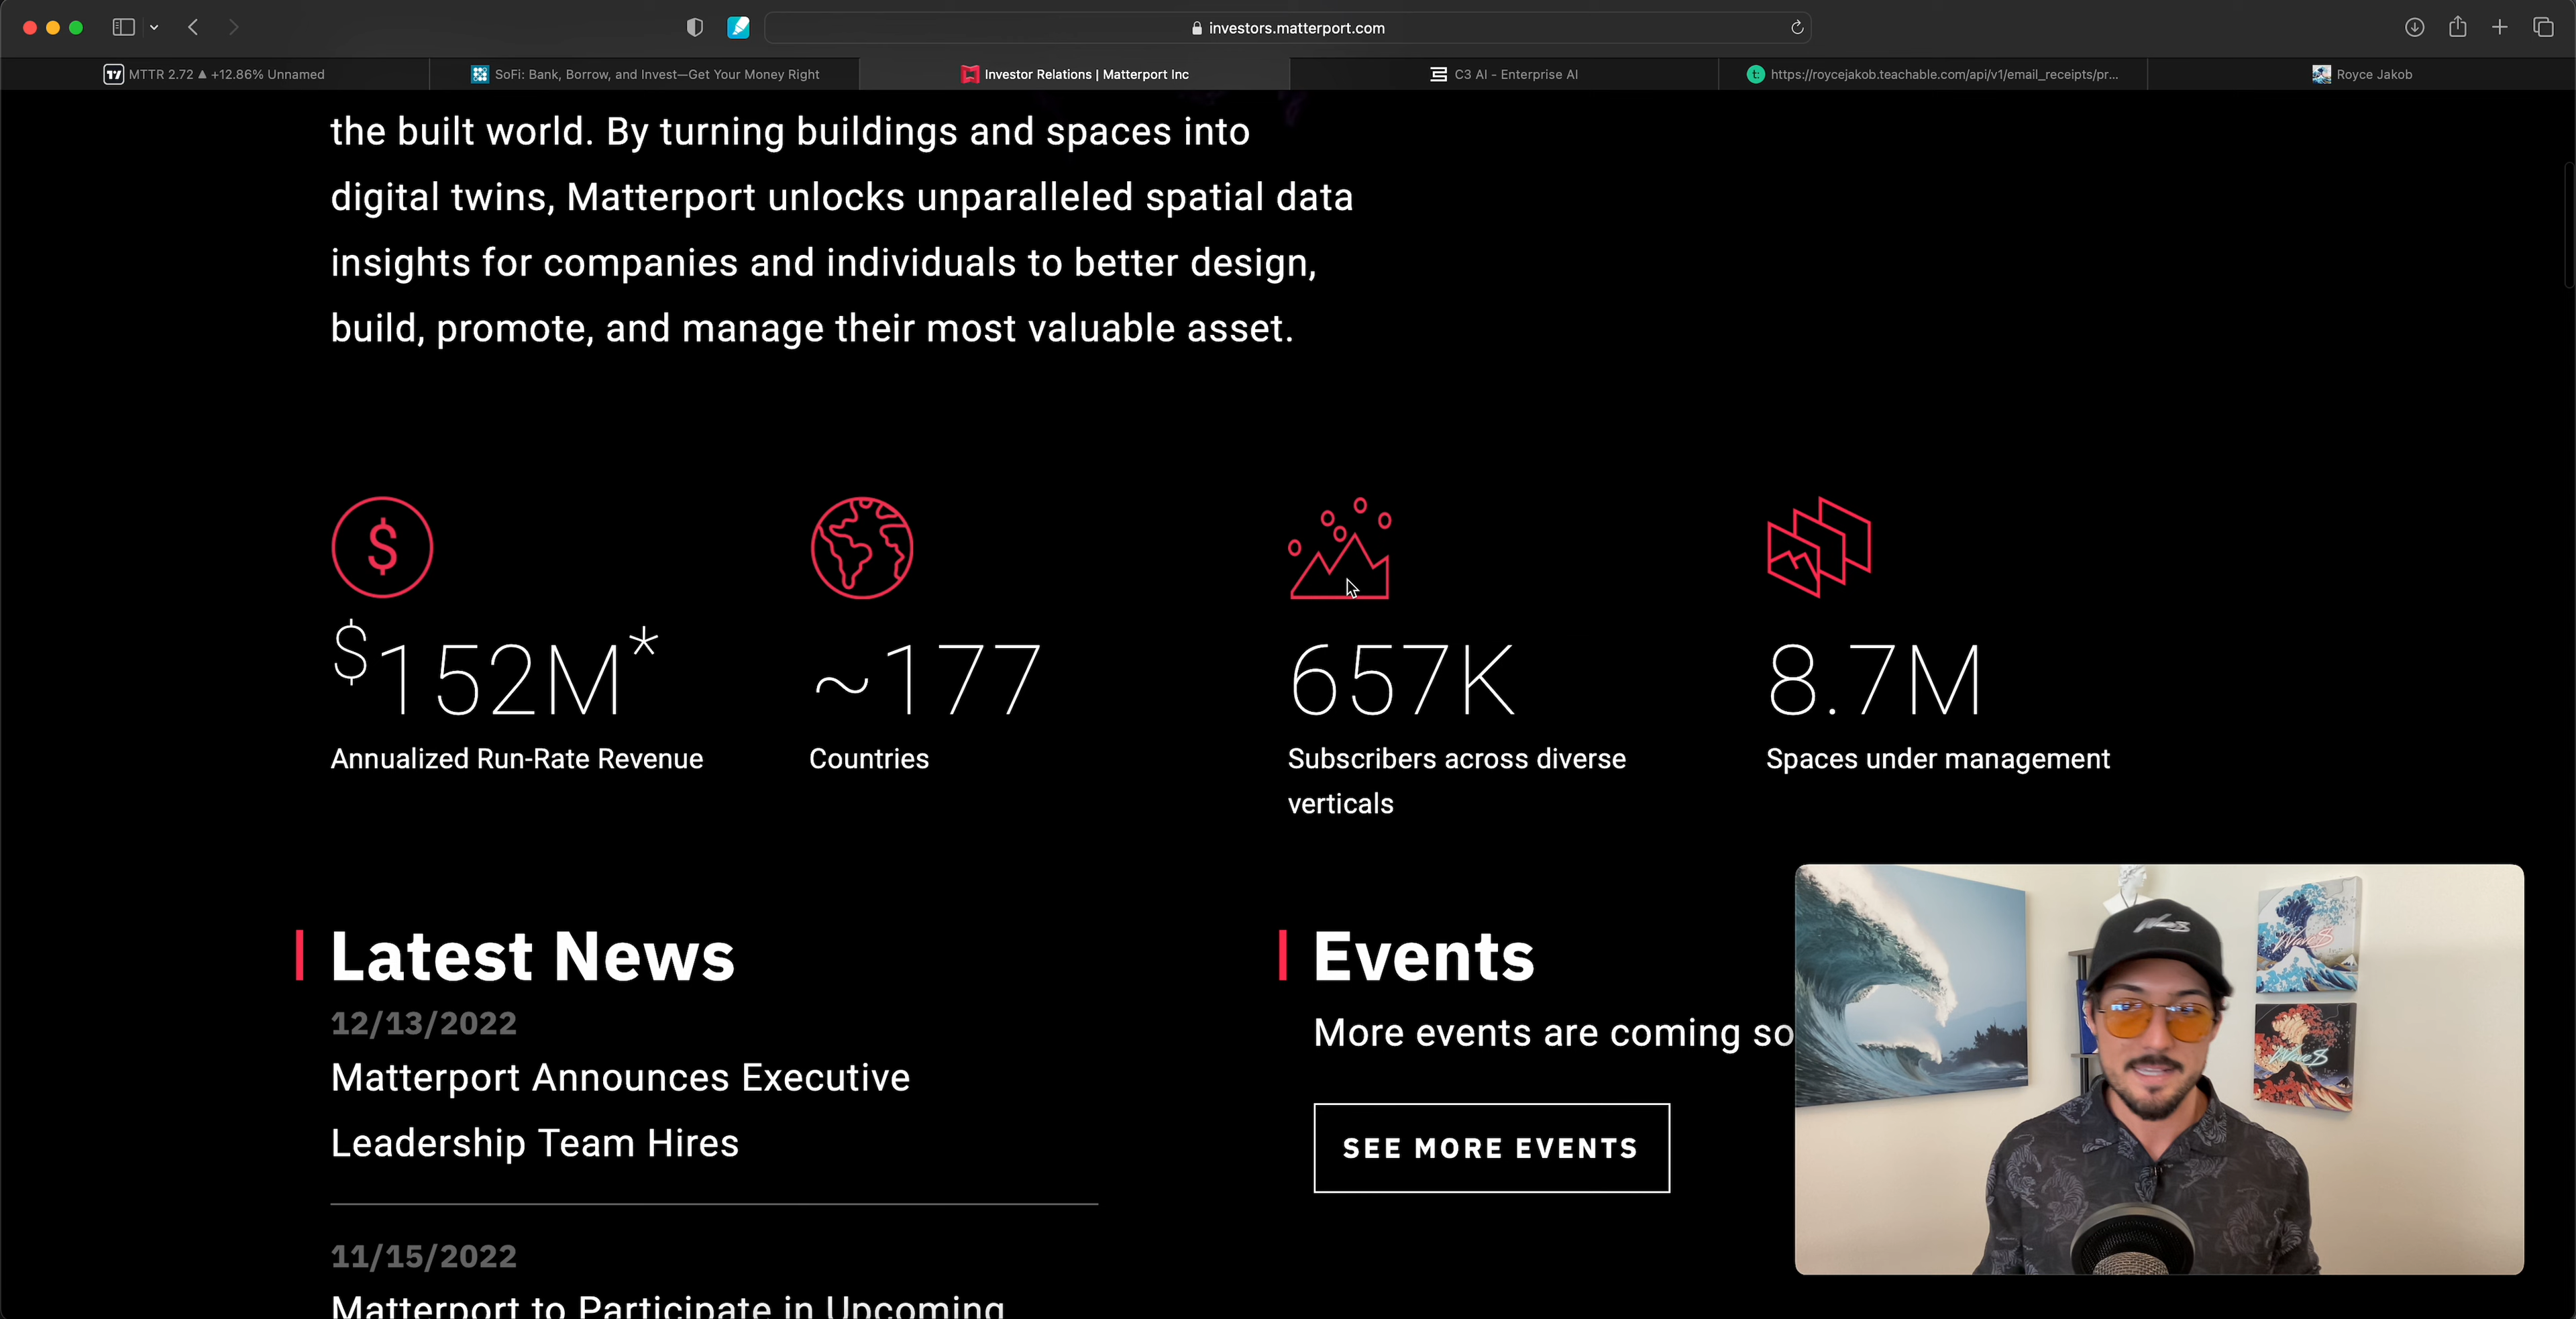 investors.matterport.com
MTTR 2.72 ▲ +12.86% Unnamed
SoFi: Bank, Borrow, and Invest—Get Your Money Right
Investor Relations | Matterport Inc
C3 AI - Enterprise AI
https://roycejakob.teachable.com/api/v1/email_receipts/pr...
Royce Jakob
the built world. By turning buildings and spaces into
digital twins, Matterport unlocks unparalleled spatial data
insights for companies and individuals to better design,
build, promote, and manage their most valuable asset.
$152M*
Annualized Run-Rate Revenue
~177
Countries
657K
Subscribers across diverse
verticals
8.7M
Spaces under management
Latest News
12/13/2022
Matterport Announces Executive
Leadership Team Hires
11/15/2022
Matterport to Participate in Upcoming
Events
More events are coming so
SEE MORE EVENTS